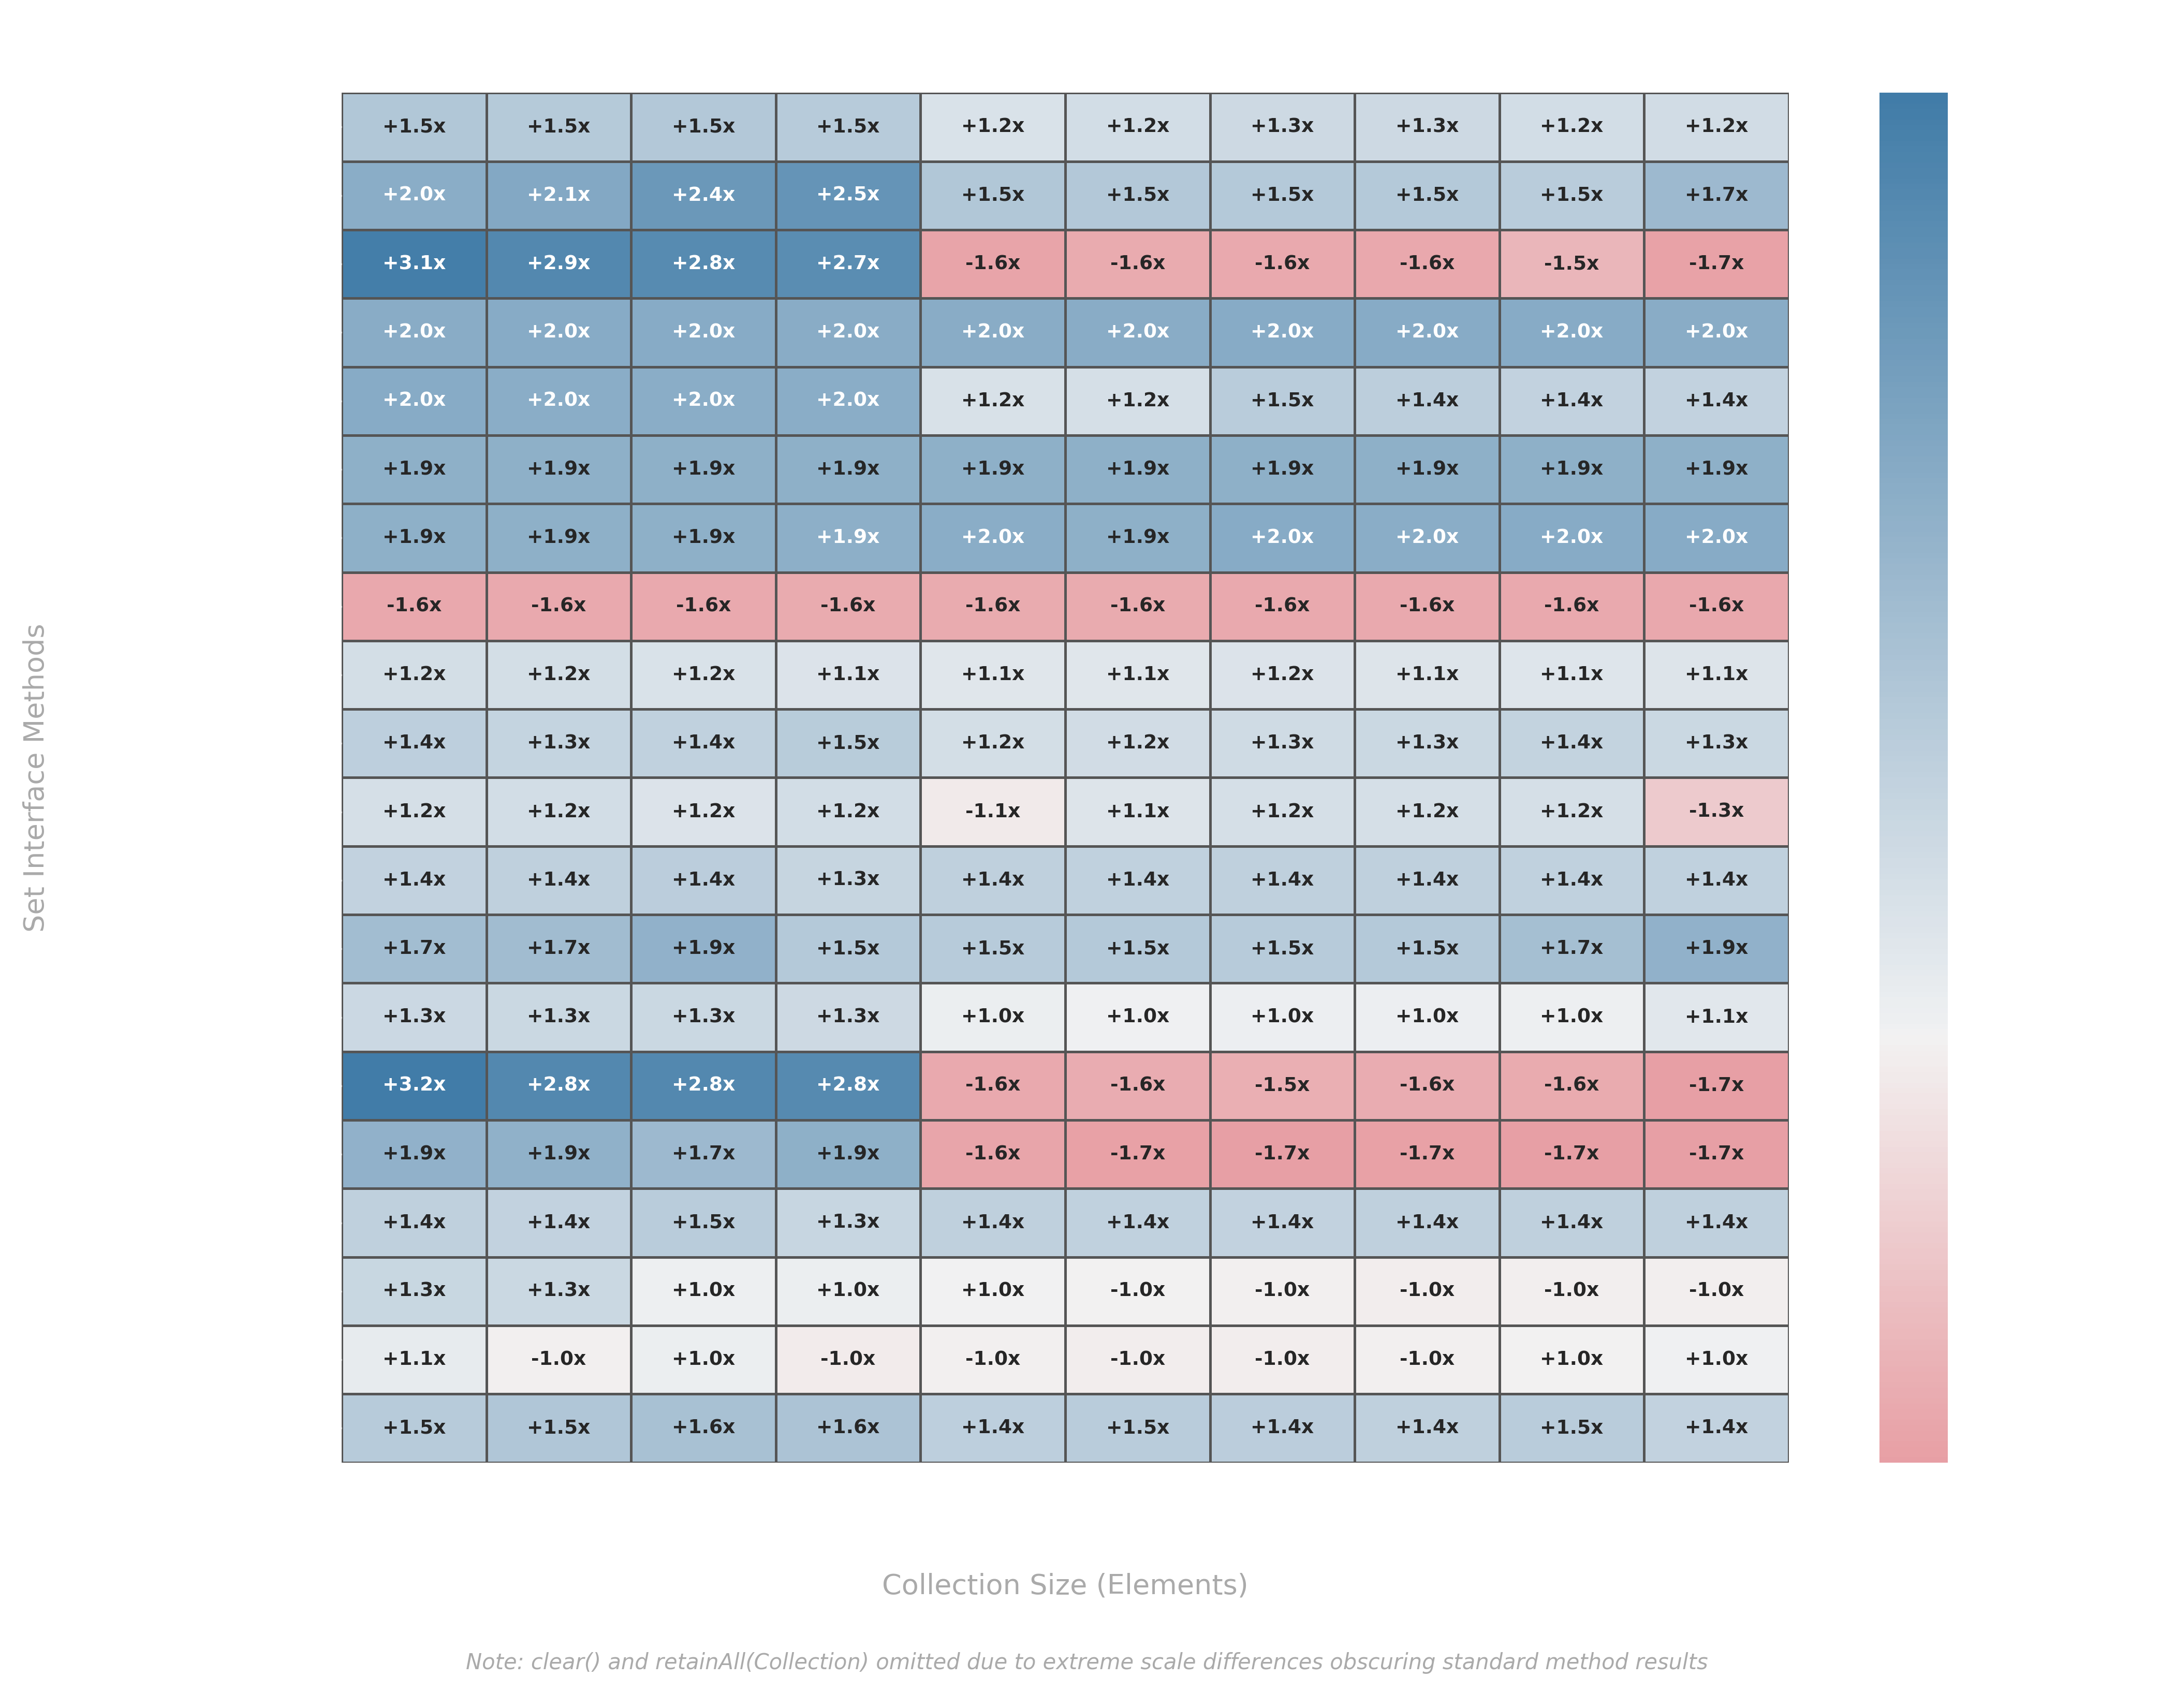 +1.5x +1.5x +1.5x +1.5x +1.2x +1.2x +1.3x +1.3x +1.2x +1.2x
+2.0x +2.1x +2.4x +2.5x +1.5x +1.5x +1.5x +1.5x +1.5x +1.7x
+3.1x +2.9x +2.8x +2.7x -1.6x -1.6x -1.6x -1.6x -1.5x -1.7x
+2.0x +2.0x +2.0x +2.0x +2.0x +2.0x +2.0x +2.0x +2.0x +2.0x
+2.0x +2.0x +2.0x +2.0x +1.2x +1.2x +1.5x +1.4x +1.4x +1.4x
+1.9x +1.9x +1.9x +1.9x +1.9x +1.9x +1.9x +1.9x +1.9x +1.9x
+1.9x +1.9x +1.9x +1.9x +2.0x +1.9x +2.0x +2.0x +2.0x +2.0x
-1.6x -1.6x -1.6x -1.6x -1.6x -1.6x -1.6x -1.6x -1.6x -1.6x
+1.2x +1.2x +1.2x +1.1x +1.1x +1.1x +1.2x +1.1x +1.1x +1.1x
+1.4x +1.3x +1.4x +1.5x +1.2x +1.2x +1.3x +1.3x +1.4x +1.3x
+1.2x +1.2x +1.2x +1.2x -1.1x +1.1x +1.2x +1.2x +1.2x -1.3x
+1.4x +1.4x +1.4x +1.3x +1.4x +1.4x +1.4x +1.4x +1.4x +1.4x
+1.7x +1.7x +1.9x +1.5x +1.5x +1.5x +1.5x +1.5x +1.7x +1.9x
+1.3x +1.3x +1.3x +1.3x +1.0x +1.0x +1.0x +1.0x +1.0x +1.1x
+3.2x +2.8x +2.8x +2.8x -1.6x -1.6x -1.5x -1.6x -1.6x -1.7x
+1.9x +1.9x +1.7x +1.9x -1.6x -1.7x -1.7x -1.7x -1.7x -1.7x
+1.4x +1.4x +1.5x +1.3x +1.4x +1.4x +1.4x +1.4x +1.4x +1.4x
+1.3x +1.3x +1.0x +1.0x +1.0x -1.0x -1.0x -1.0x -1.0x -1.0x
+1.1x -1.0x +1.0x -1.0x -1.0x -1.0x -1.0x -1.0x +1.0x +1.0x
+1.5x +1.5x +1.6x +1.6x +1.4x +1.5x +1.4x +1.4x +1.5x +1.4x
Set Interface Methods
Collection Size (Elements)
Note: clear() and retainAll(Collection) omitted due to extreme scale differences obscuring standard method results